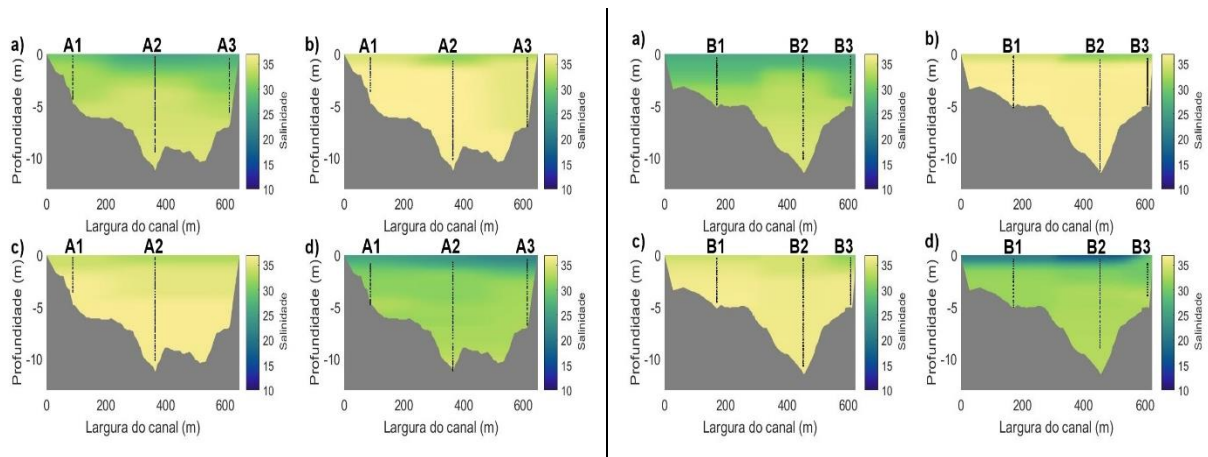 a) A1 A2 A3
0
-5
-10
Profundidade (m)
0 200 400 600
Largura do canal (m)
35
30
25
20
15
10
Salinidade
b) A1 A2 A3
0
-5
-10
Profundidade (m)
0 200 400 600
Largura do canal (m)
35
30
25
20
15
10
Salinidade
c) A1 A2
0
-5
-10
Profundidade (m)
0 200 400 600
Largura do canal (m)
35
30
25
20
15
10
Salinidade
d) A1 A2 A3
0
-5
-10
Profundidade (m)
0 200 400 600
Largura do canal (m)
35
30
25
20
15
10
Salinidade
a) B1 B2 B3
0
-5
-10
Profundidade (m)
0 200 400 600
Largura do canal (m)
35
30
25
20
15
10
Salinidade
b) B1 B2 B3
0
-5
-10
Profundidade (m)
0 200 400 600
Largura do canal (m)
35
30
25
20
15
10
Salinidade
c) B1 B2 B3
0
-5
-10
Profundidade (m)
0 200 400 600
Largura do canal (m)
35
30
25
20
15
10
Salinidade
d) B1 B2 B3
0
-5
-10
Profundidade (m)
0 200 400 600
Largura do canal (m)
35
30
25
20
15
10
Salinidade